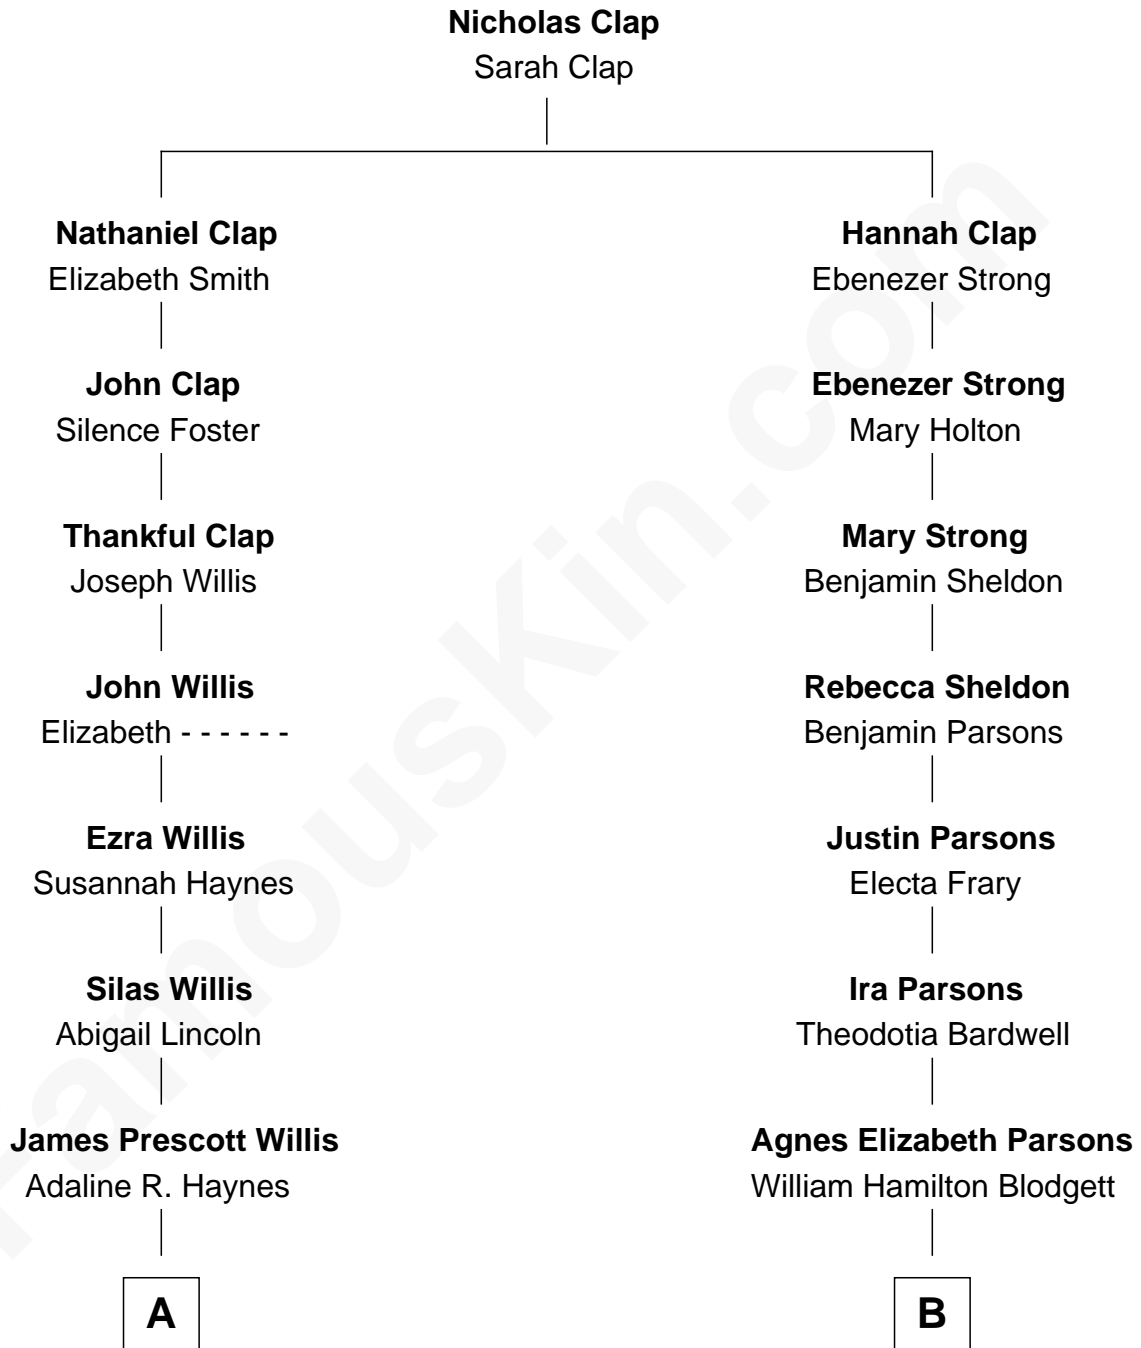 Nicholas Clap
Sarah Clap
Nathaniel Clap
Elizabeth Smith
John Clap
Silence Foster
Thankful Clap
Joseph Willis
John Willis
Elizabeth - - - - - -
Ezra Willis
Susannah Haynes
Silas Willis
Abigail Lincoln
James Prescott Willis
Adaline R. Haynes
A
Hannah Clap
Ebenezer Strong
Ebenezer Strong
Mary Holton
Mary Strong
Benjamin Sheldon
Rebecca Sheldon
Benjamin Parsons
Justin Parsons
Electa Frary
Ira Parsons
Theodotia Bardwell
Agnes Elizabeth Parsons
William Hamilton Blodgett
B
FamousKin.com